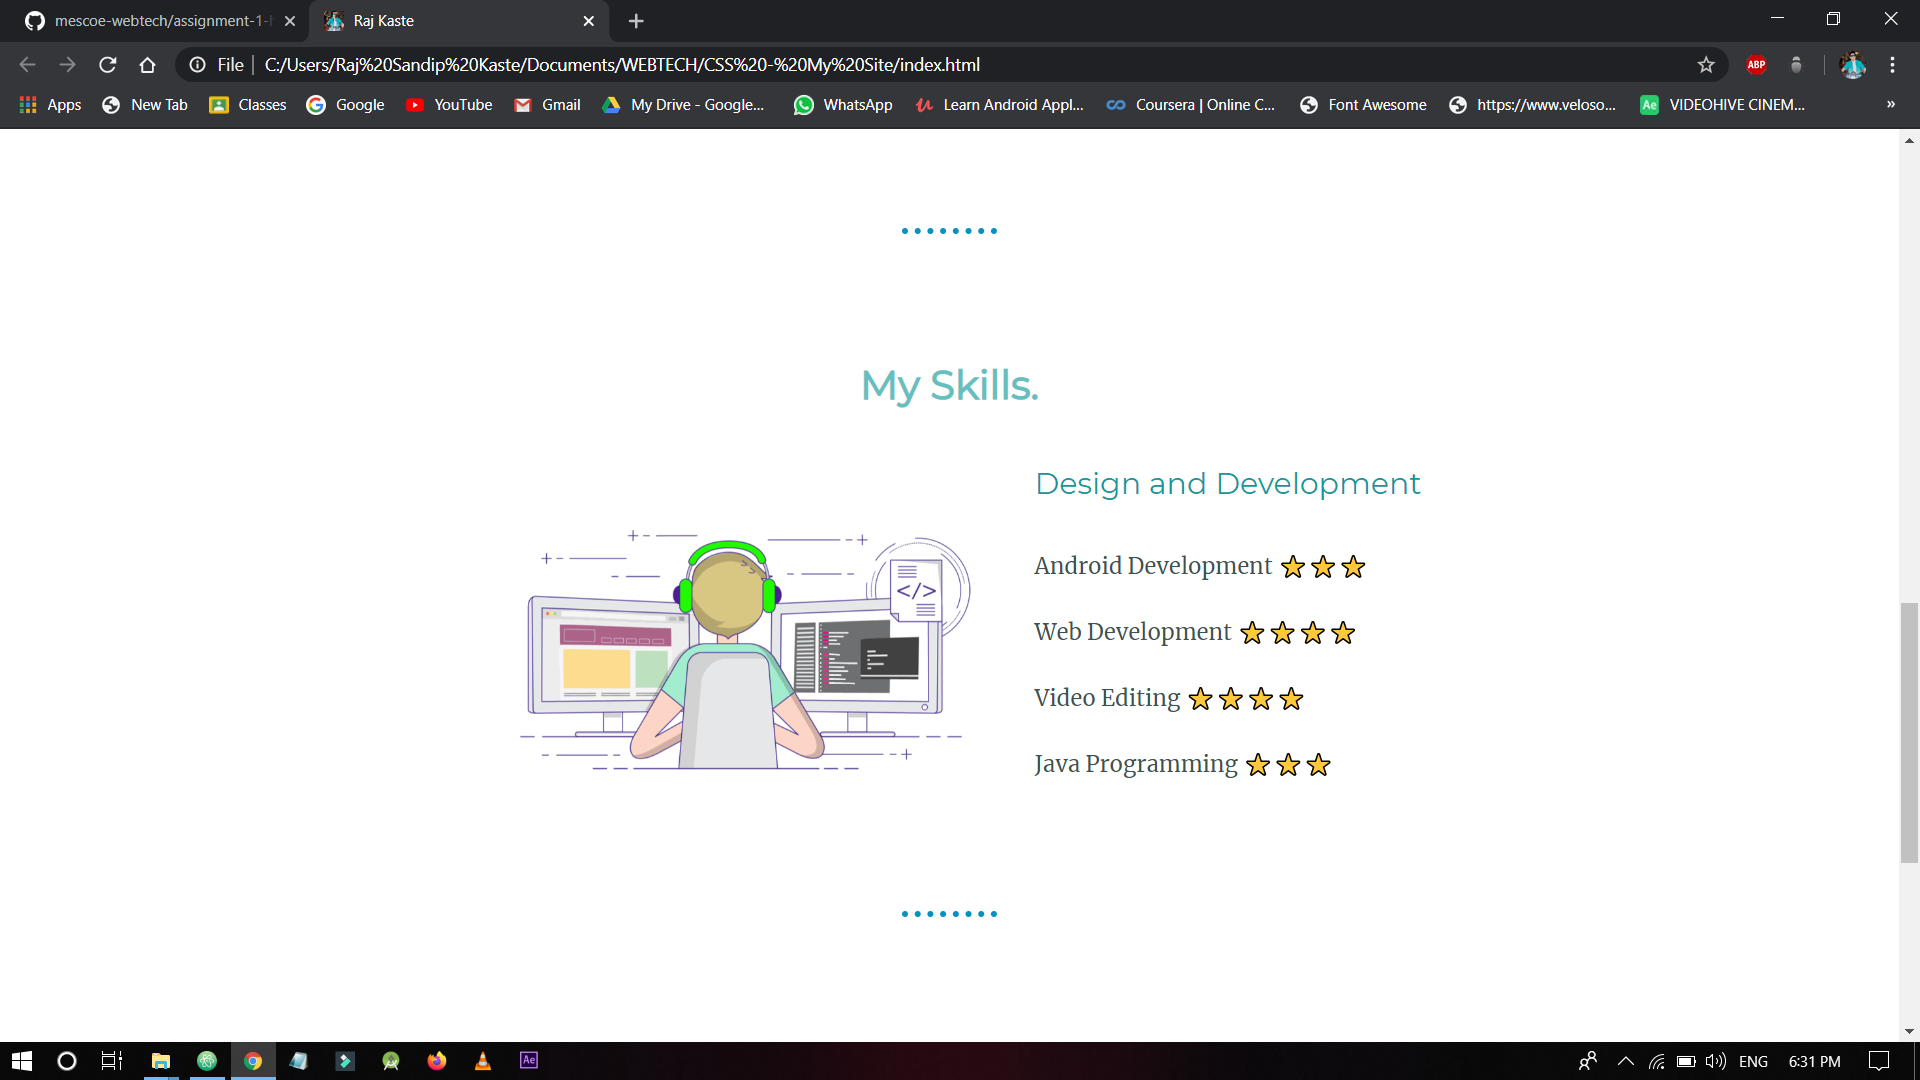 mescoe-webtech/assignment-1-h
Raj Kaste
File
C:/Users/Raj%20Sandip%20Kaste/Documents/WEBTECH/CSS%20-%20My%20Site/index.html
ABP
Apps
New Tab
Classes
Google
YouTube
Gmail
My Drive - Google...
WhatsApp
Learn Android Appl...
Coursera | Online C...
Font Awesome
https://www.veloso...
Ae
VIDEOHIVE CINEM...
»
My Skills.
Design and Development
Android Development
Web Development
Video Editing
Java Programming
</>
Ae
ENG
6:31 PM